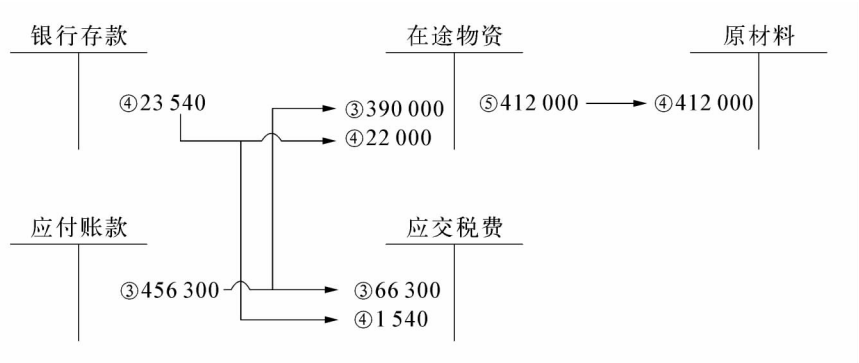 银行存款 在途物资 原材料
④23 540 ③390 000 ⑤412 000 ④412 000
④22 000
应付账款 应交税费
③456 300 ③66 300
④1 540